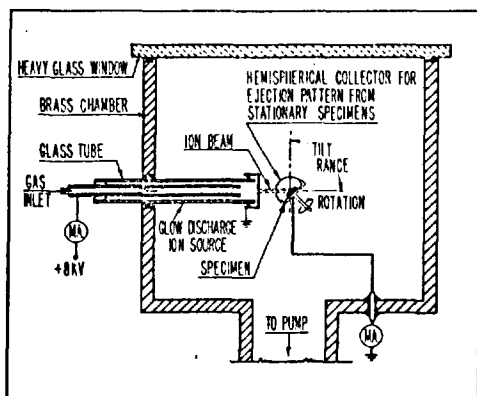 HEAVY GLASS WINDOW
BRASS CHAMBER
GLASS TUBE
GAS
INLET
MA
+8KV
ION BEAM
HEMISPHERICAL COLLECTOR FOR
EJECTION PATTERN FROM
STATIONARY SPECIMENS
TILT
RANGE
ROTATION
GLOW DISCHARGE
ION SOURCE
SPECIMEN
TO PUMP
MA